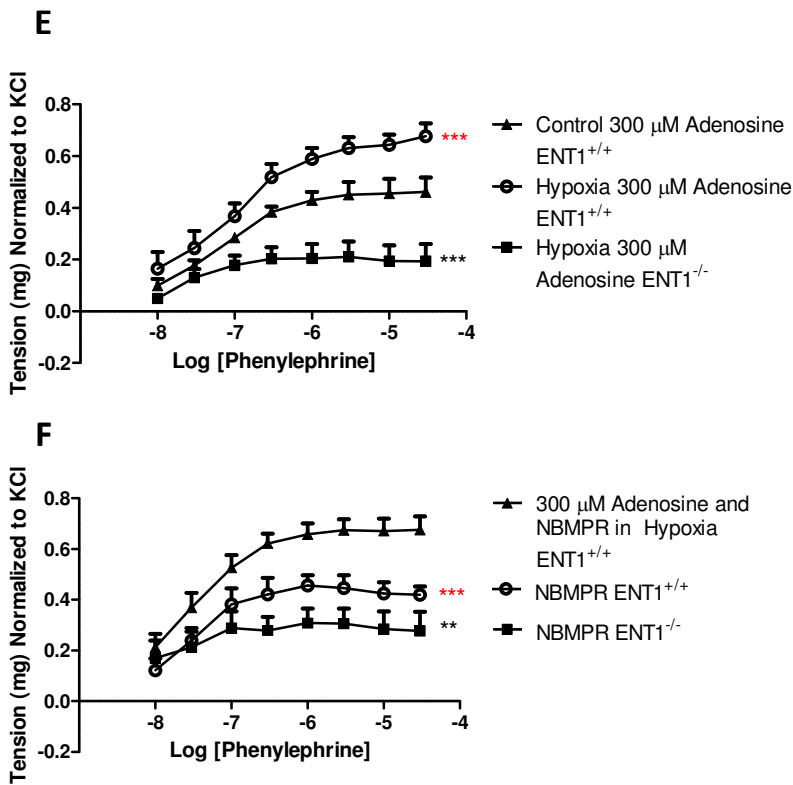 E
Tension (mg) Normalized to KCl
0.8
0.6
0.4
0.2
0.0
-0.2
-8
-7
-6
-5
-4
Log [Phenylephrine]
***
***
Control 300 μM Adenosine
ENT1+/+
Hypoxia 300 μM Adenosine
ENT1+/+
Hypoxia 300 μM
Adenosine ENT1-/-
F
Tension (mg) Normalized to KCl
0.8
0.6
0.4
0.2
0.0
-0.2
-8
-7
-6
-5
-4
Log [Phenylephrine]
***
**
300 μM Adenosine and
NBMPR in Hypoxia
ENT1+/+
NBMPR ENT1+/+
NBMPR ENT1-/-